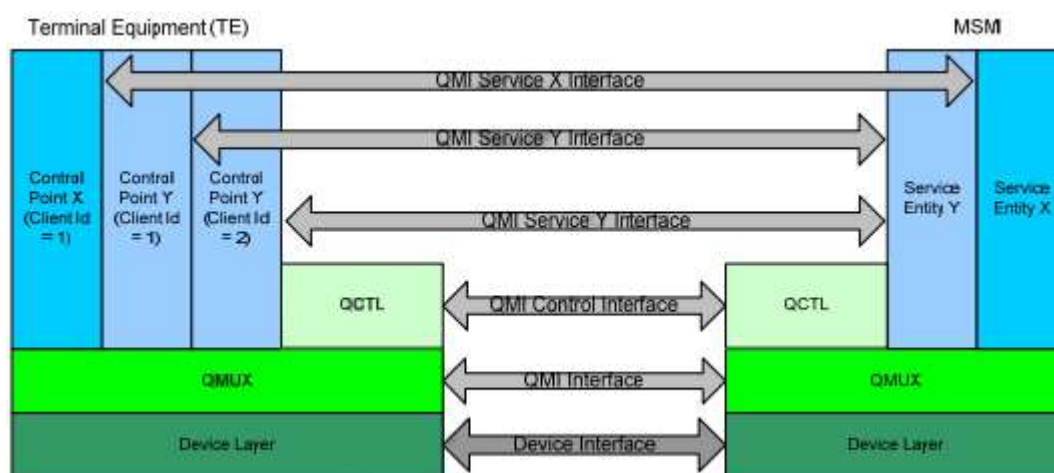 Terminal Equipment (TE)
MSM
QMI Service X Interface
QMI Service Y Interface
Control
Point X
(Client Id
= 1)
Control
Point Y
(Client Id
= 1)
Control
Point Y
(Client Id
= 2)
Service
Entity Y
Service
Entity X
QMI Service Y Interface
QCTL
QMI Control Interface
QCTL
QMUX
QMI Interface
QMUX
Device Layer
Device Interface
Device Layer